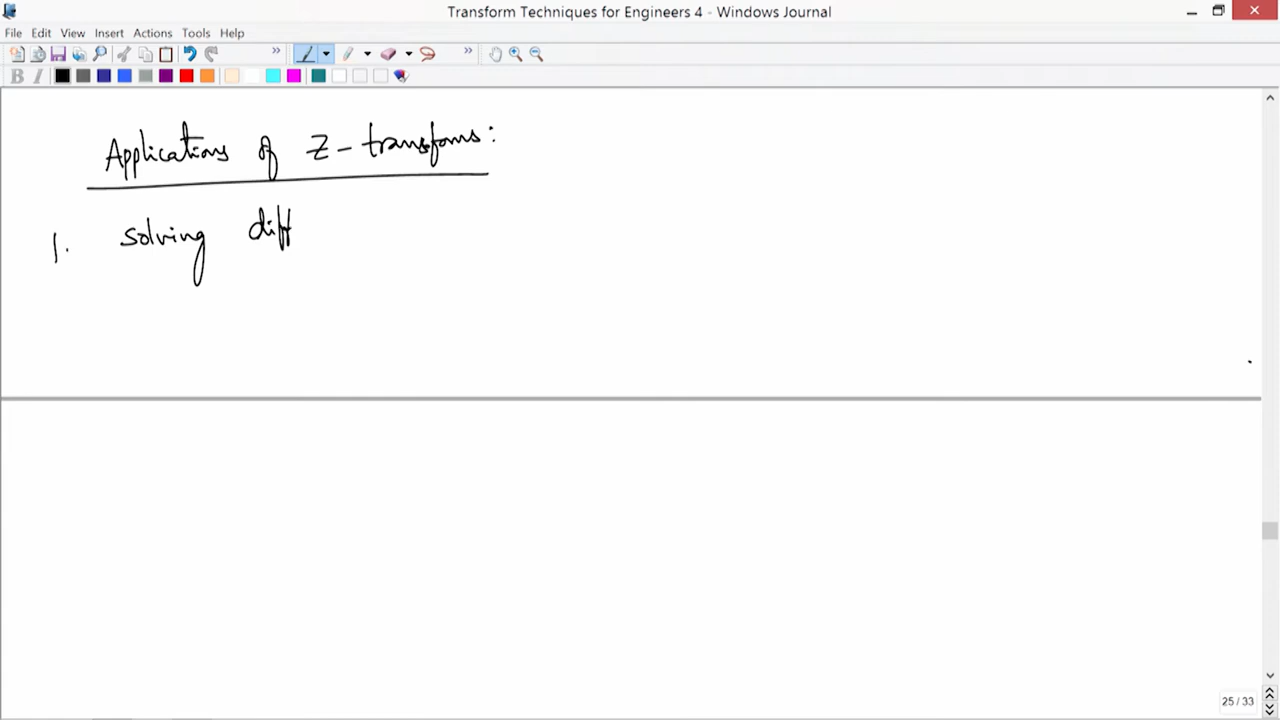 Transform Techniques for Engineers 4 - Windows Journal
File Edit View Insert Actions Tools Help
B I
Applications of Z-transfoms:
1. solving diff
25 / 33